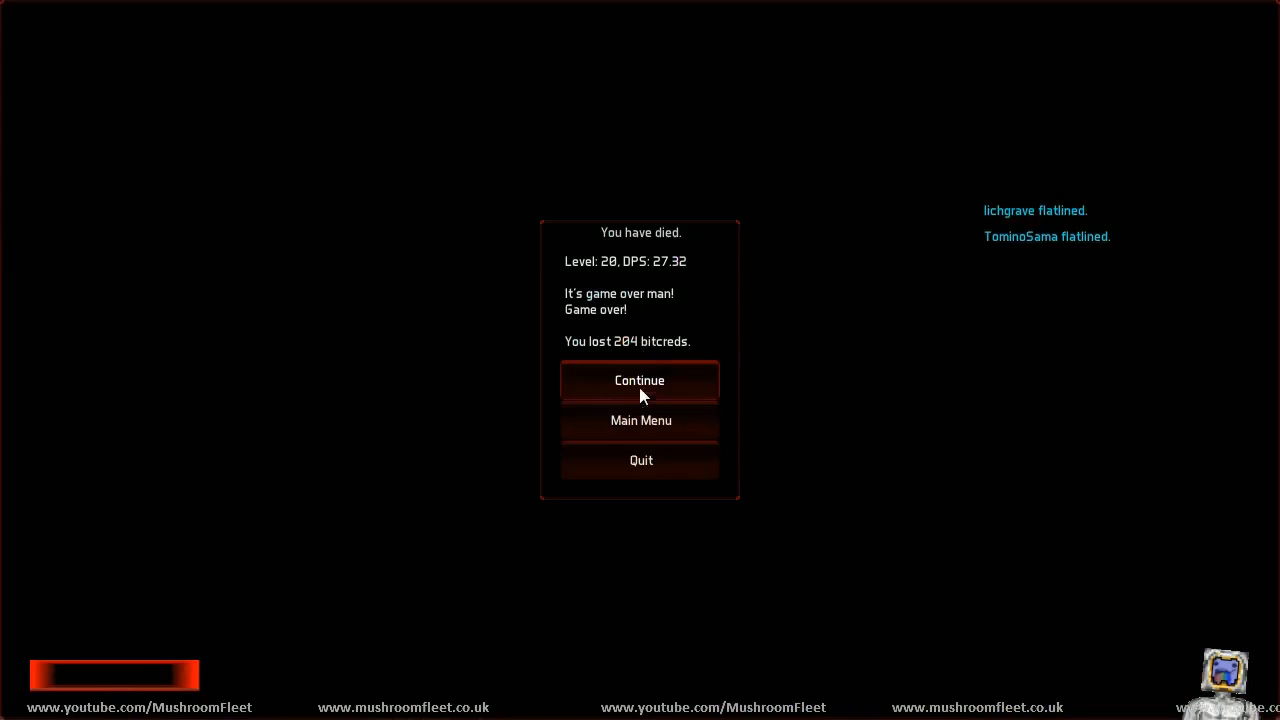 lichgrave flatlined.
TominoSama flatlined.
You have died.
Level: 20, DPS: 27.32
It's game over man!
Game over!
You lost 204 bitcreds.
Continue
Main Menu
Quit
www.youtube.com/MushroomFleet www.mushroomfleet.co.uk www.youtube.com/MushroomFleet www.mushroomfleet.co.uk